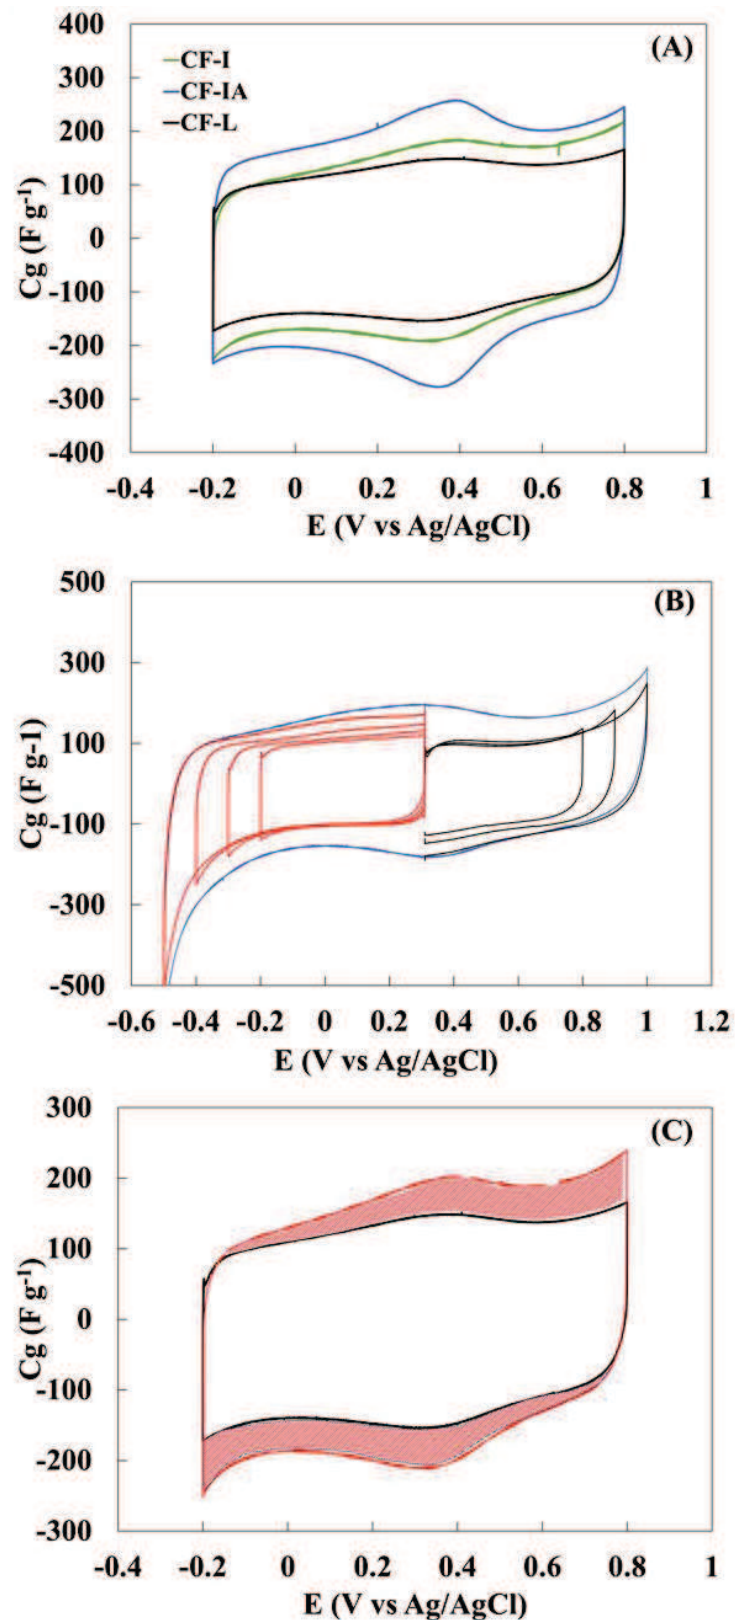 400
(A)
300
CF-I
CF-IA
200
CF-L
100
0
-100
-200
-300
-400
Cg (F g-1)
-0.4 -0.2 0 0.2 0.4 0.6 0.8 1
E (V vs Ag/AgCl)
500
(B)
300
100
-100
-300
-500
Cg (F g-1)
-0.6 -0.4 -0.2 0 0.2 0.4 0.6 0.8 1 1.2
E (V vs Ag/AgCl)
300
(C)
200
100
0
-100
-200
-300
Cg (F g-1)
-0.4 -0.2 0 0.2 0.4 0.6 0.8 1
E (V vs Ag/AgCl)